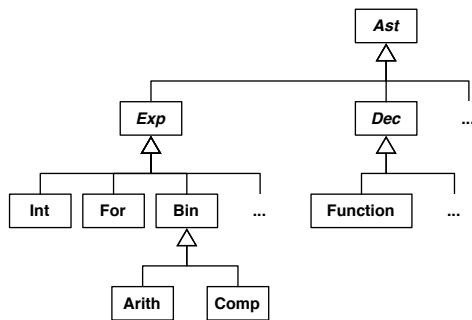 Ast
Exp
Dec
...
Int
For
Bin
...
Function
...
Arith
Comp